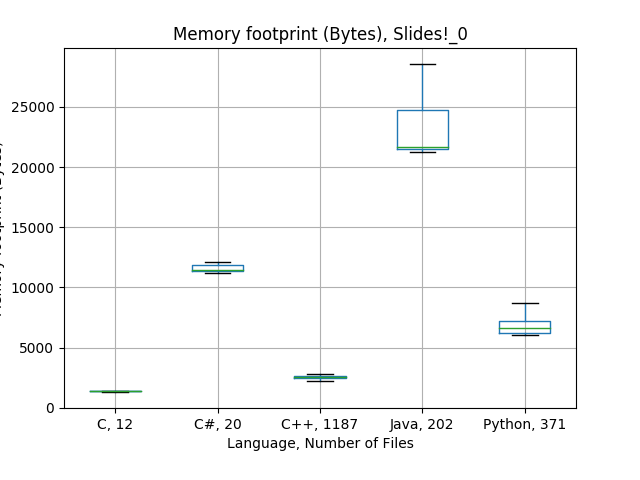 Memory footprint (Bytes), Slides!_0
25000
20000
15000
10000
5000
0
C, 12
C#, 20
C++, 1187
Java, 202
Python, 371
Language, Number of Files